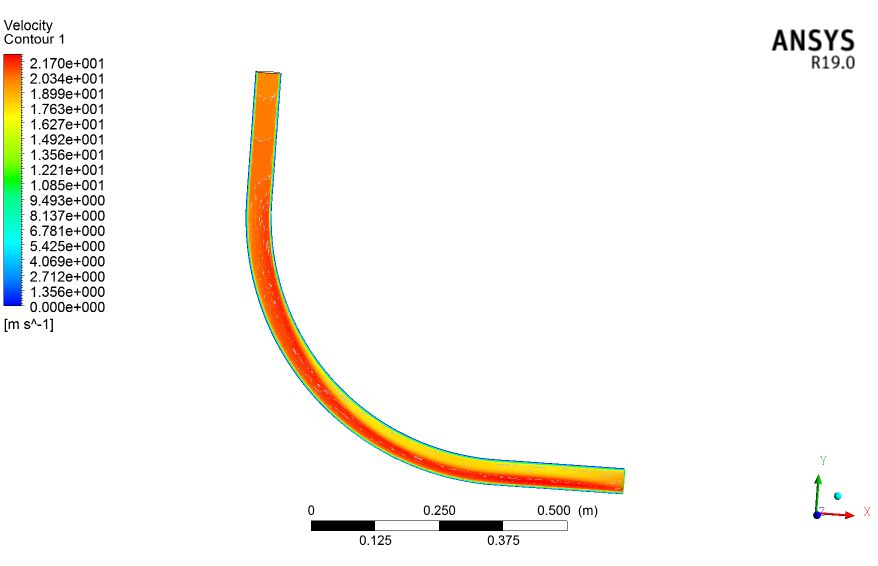 Velocity
Contour 1
2.170e+001
2.034e+001
1.899e+001
1.763e+001
1.627e+001
1.492e+001
1.356e+001
1.221e+001
1.085e+001
9.493e+000
8.137e+000
6.781e+000
5.425e+000
4.069e+000
2.712e+000
1.356e+000
0.000e+000
[m s^-1]
ANSYS
R19.0
0 0.250 0.500 (m)
0.125 0.375
Y
Z X